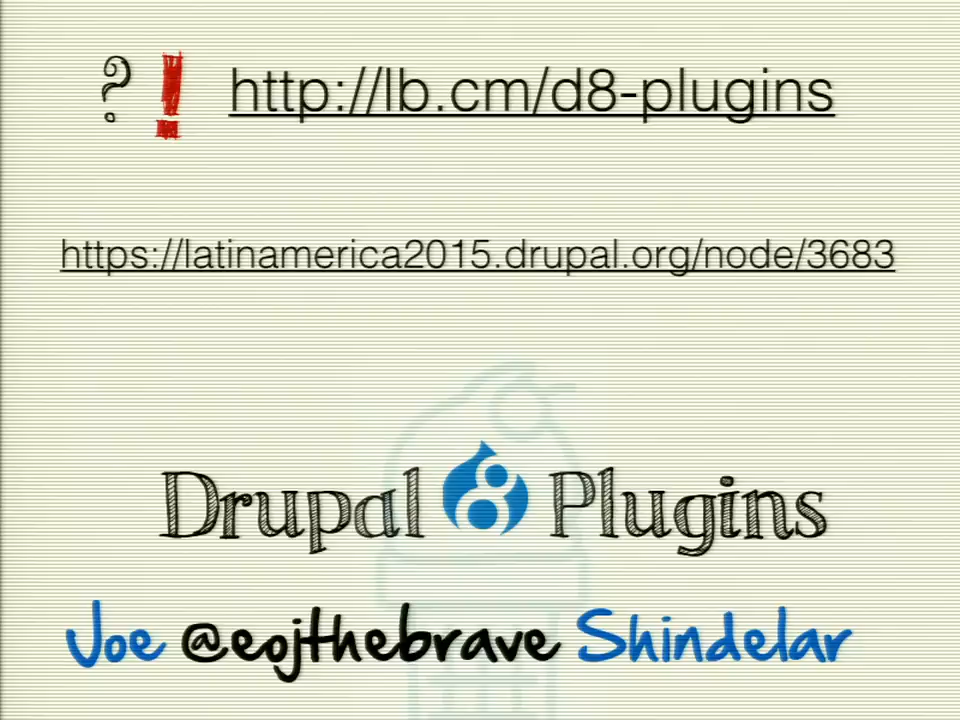 ? ! http://lb.cm/d8-plugins
https://latinamerica2015.drupal.org/node/3683
Drupal 8 Plugins
Joe @eojthebrave Shindelar